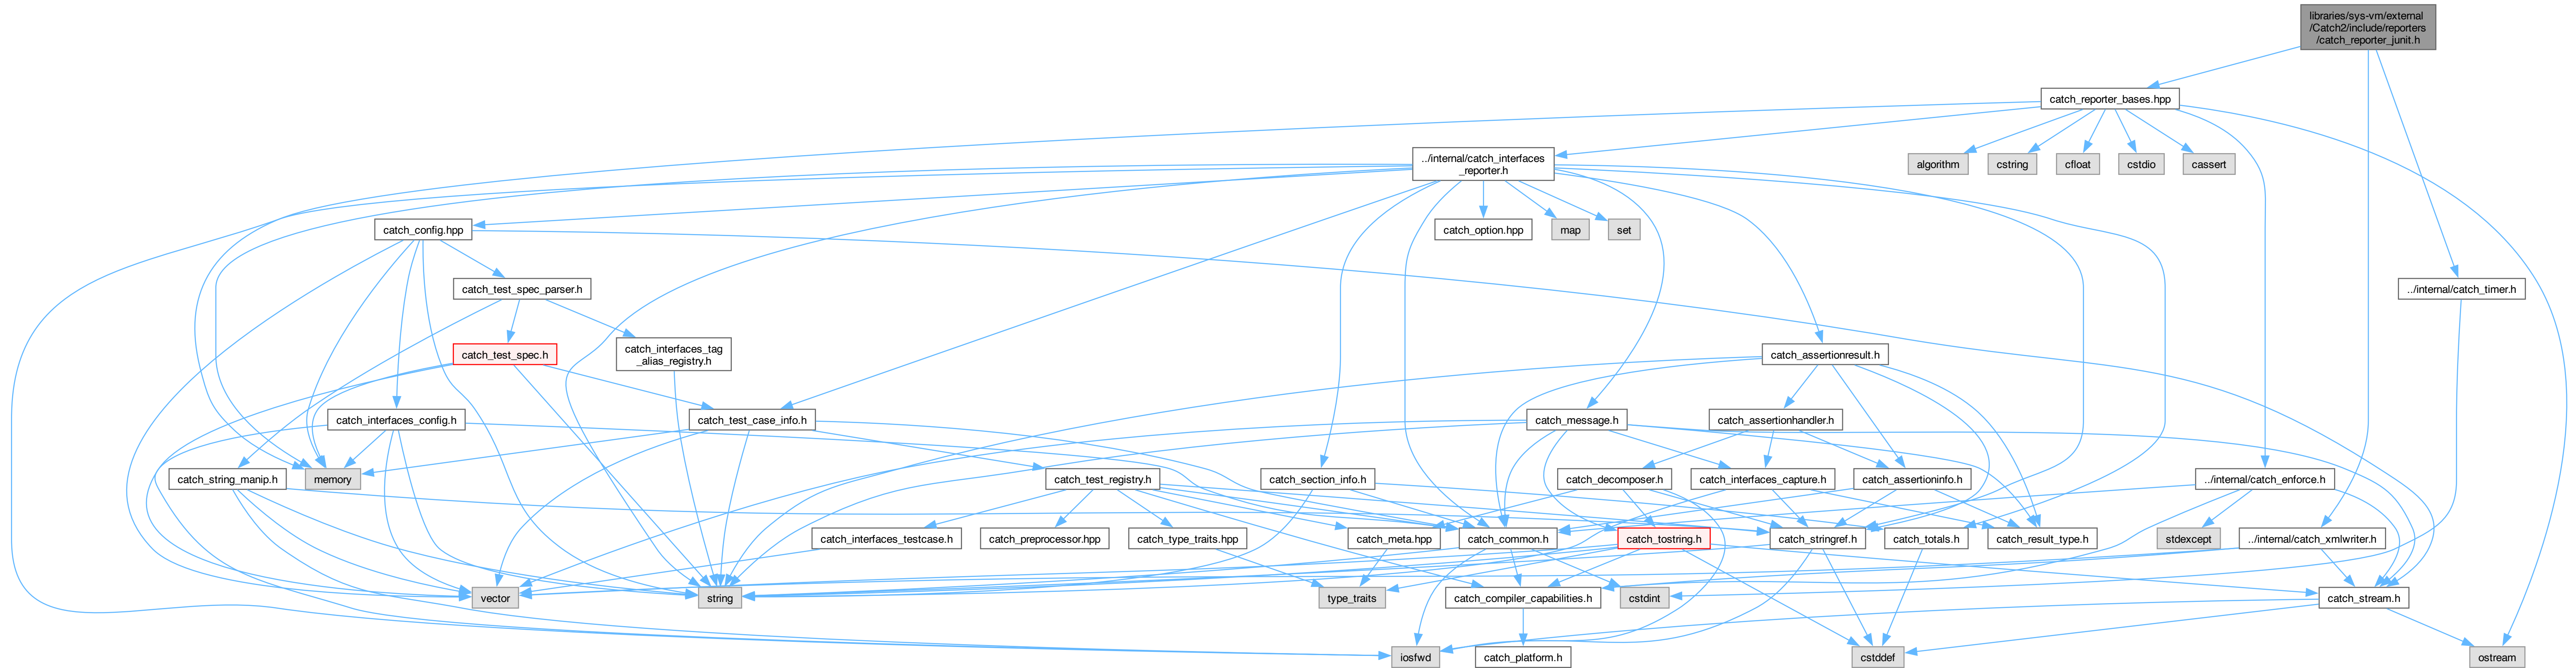 libraries/sys-vm/external
/Catch2/include/reporters
/catch_reporter_junit.h
catch_reporter_bases.hpp
../internal/catch_interfaces
_reporter.h
algorithm
cstring
cfloat
cstdio
cassert
catch_config.hpp
catch_option.hpp
map
set
catch_test_spec_parser.h
../internal/catch_timer.h
catch_test_spec.h
catch_interfaces_tag
_alias_registry.h
catch_assertionresult.h
catch_interfaces_config.h
catch_test_case_info.h
catch_message.h
catch_assertionhandler.h
catch_string_manip.h
memory
catch_test_registry.h
catch_section_info.h
catch_decomposer.h
catch_interfaces_capture.h
catch_assertioninfo.h
../internal/catch_enforce.h
catch_interfaces_testcase.h
catch_preprocessor.hpp
catch_type_traits.hpp
catch_meta.hpp
catch_common.h
catch_tostring.h
catch_stringref.h
catch_totals.h
catch_result_type.h
stdexcept
../internal/catch_xmlwriter.h
vector
string
type_traits
catch_compiler_capabilities.h
cstdint
catch_stream.h
iosfwd
catch_platform.h
cstddef
ostream